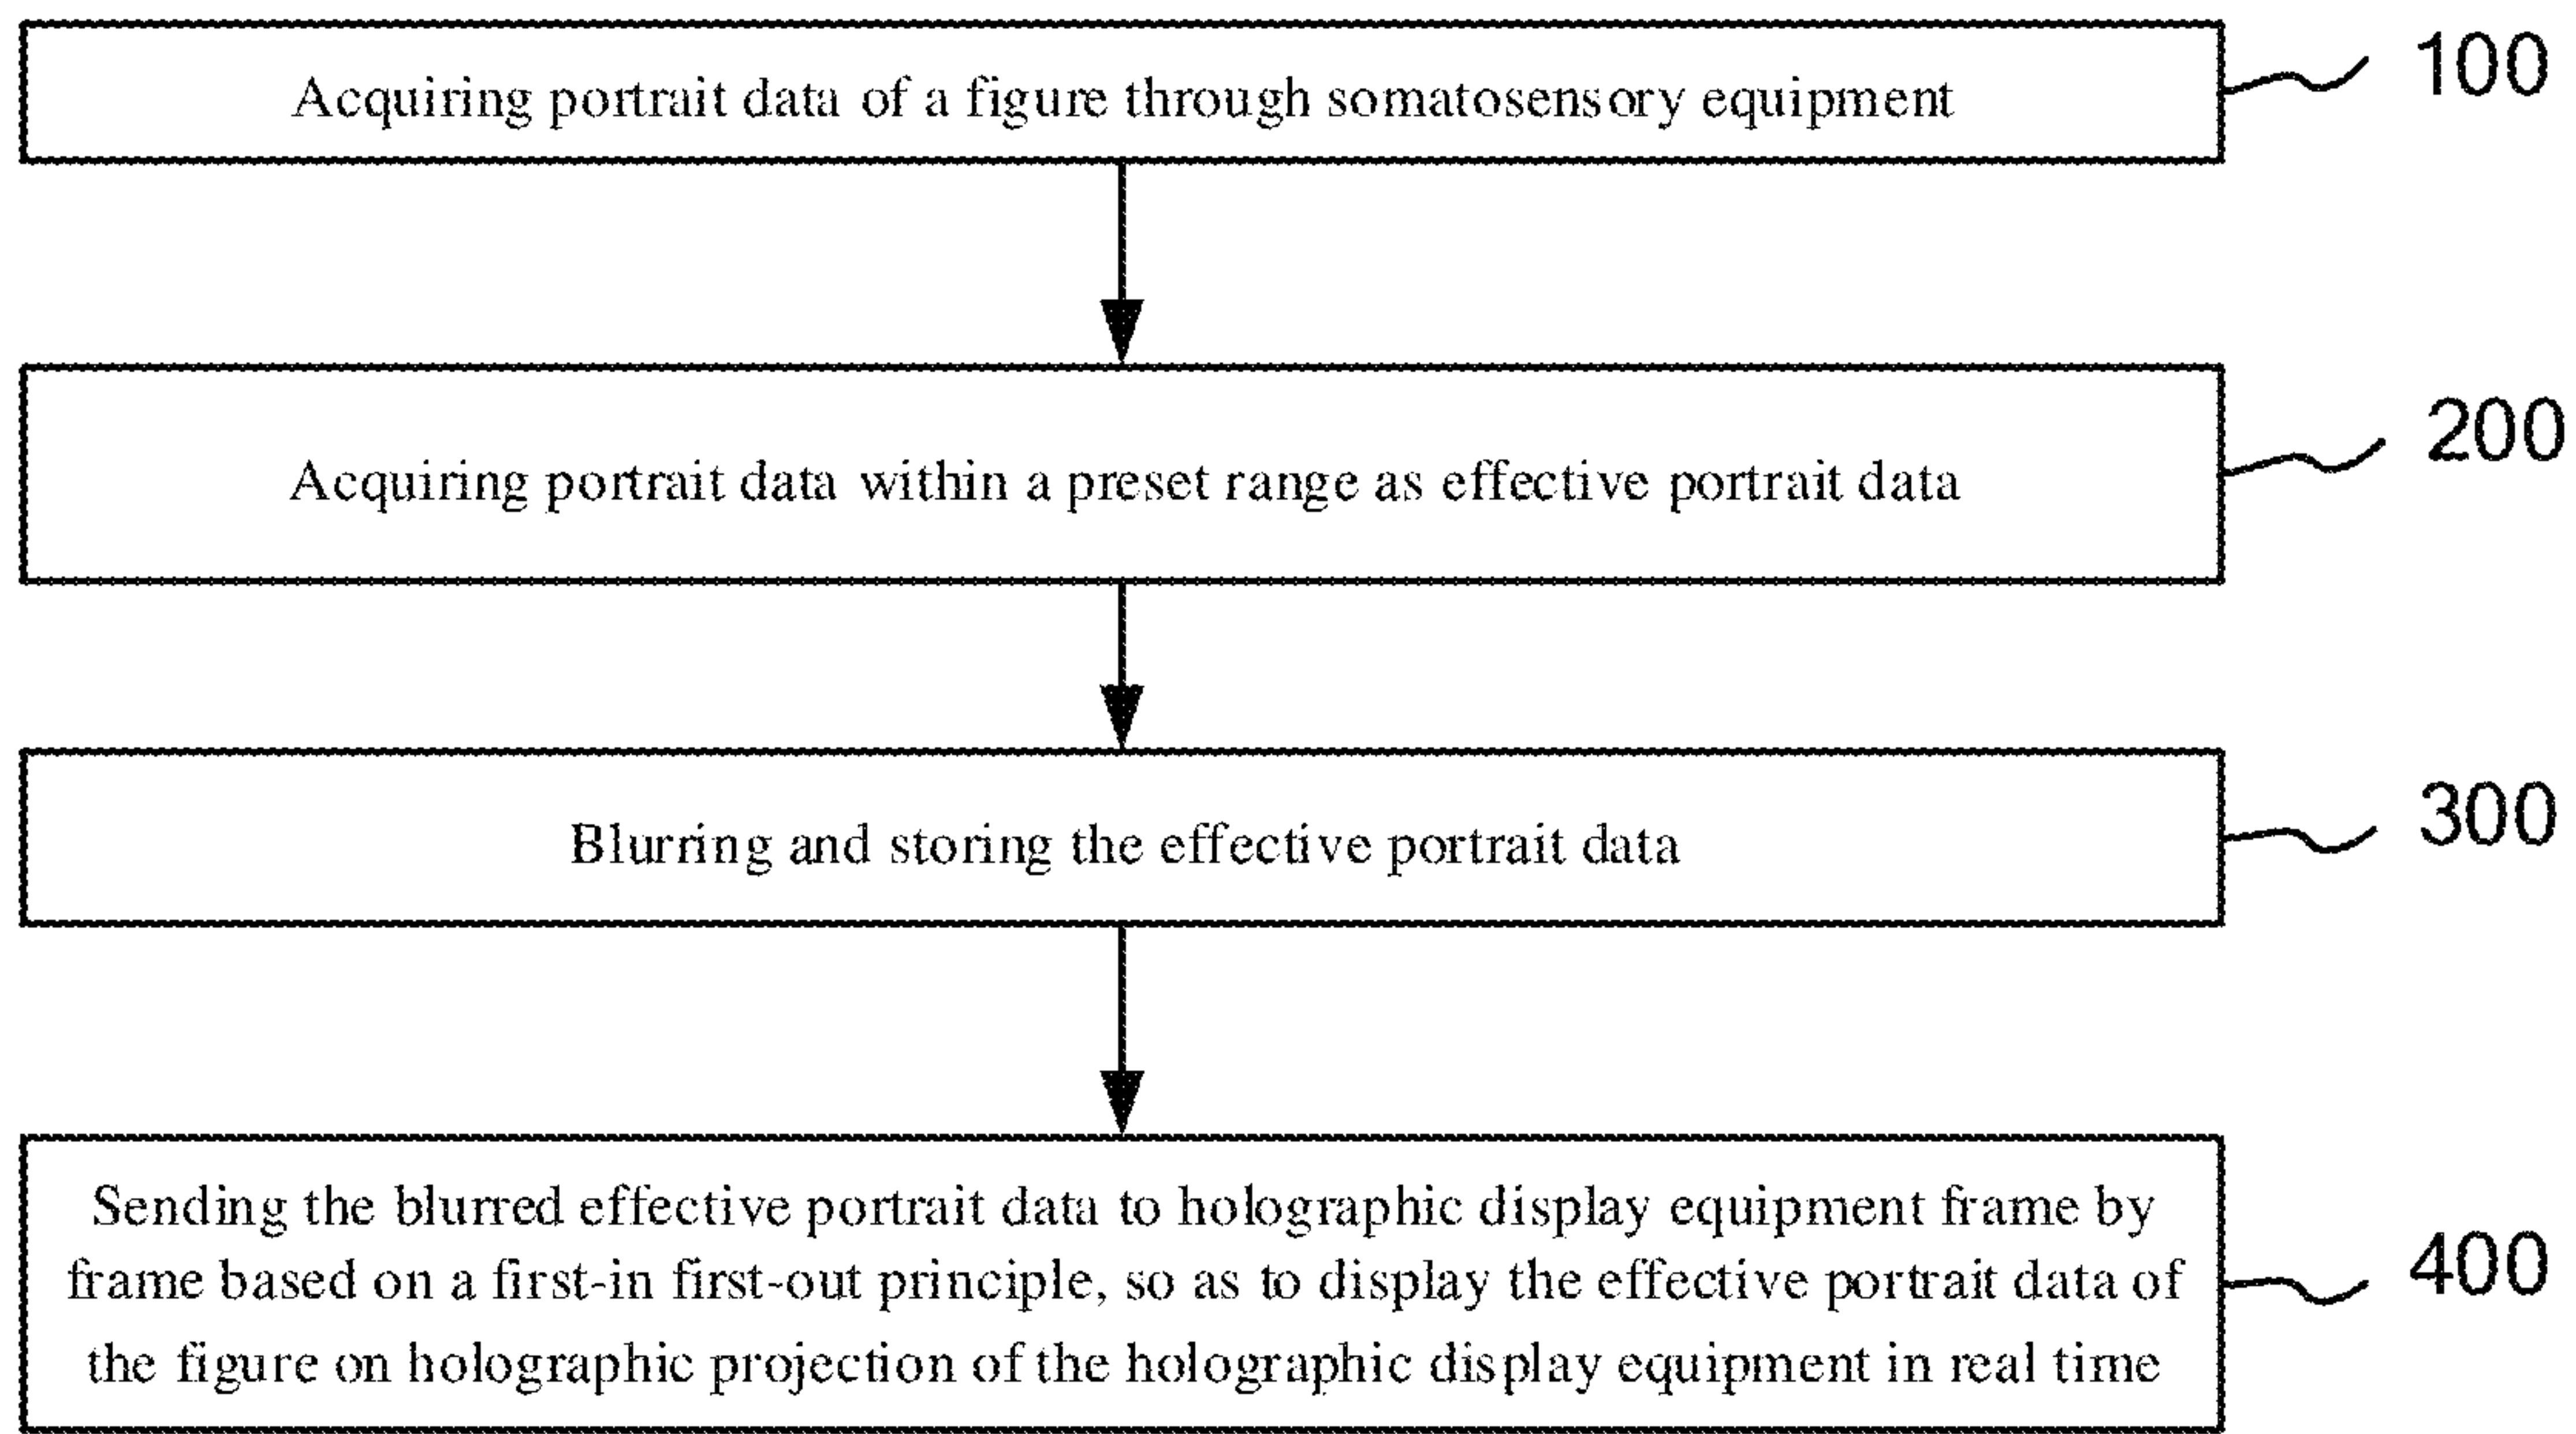 Acquiring portrait data of a figure through somatosensory equipment
100
Acquiring portrait data within a preset range as effective portrait data
200
Blurring and storing the effective portrait data
300
Sending the blurred effective portrait data to holographic display equipment frame by
frame based on a first-in first-out principle, so as to display the effective portrait data of
the figure on holographic projection of the holographic display equipment in real time
400